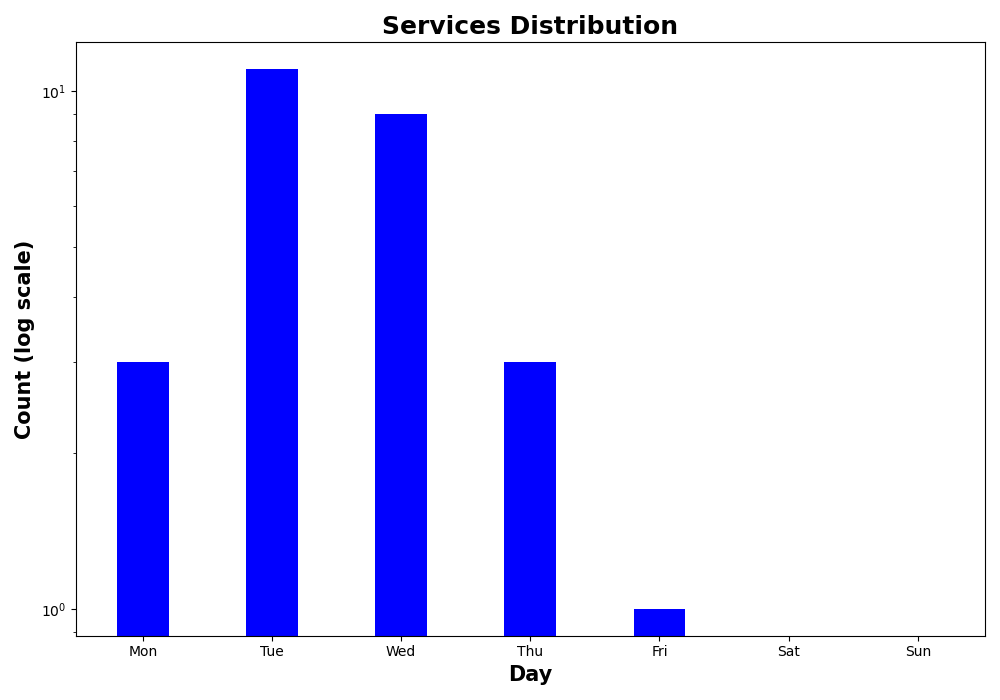 Services Distribution
Count (log scale)
10¹
10⁰
Mon Tue Wed Thu Fri Sat Sun
Day